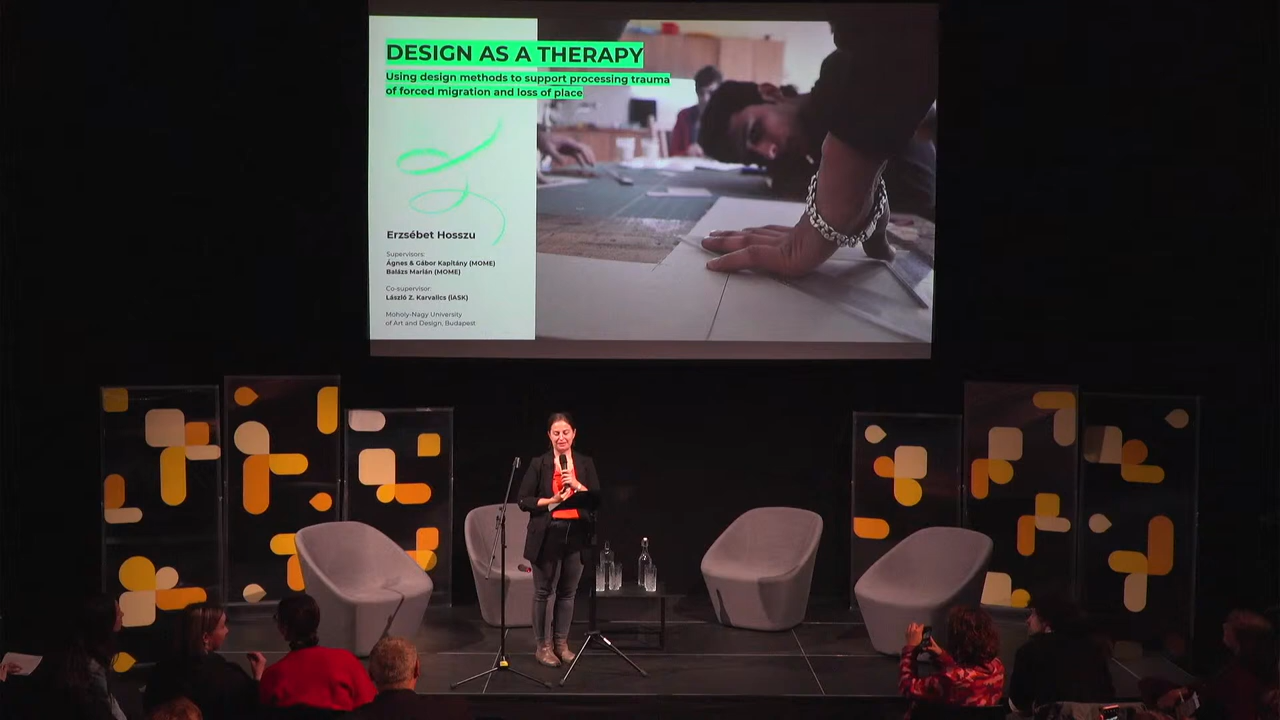 DESIGN AS A THERAPY
Using design methods to support processing trauma
of forced migration and loss of place
Erzsébet Hosszu
Supervisors:
Ágnes & Gábor Kapitány (MOME)
Balázs Marián (MOME)
Co-supervisor:
László Z. Karvalics (iASK)
Moholy-Nagy University
of Art and Design, Budapest